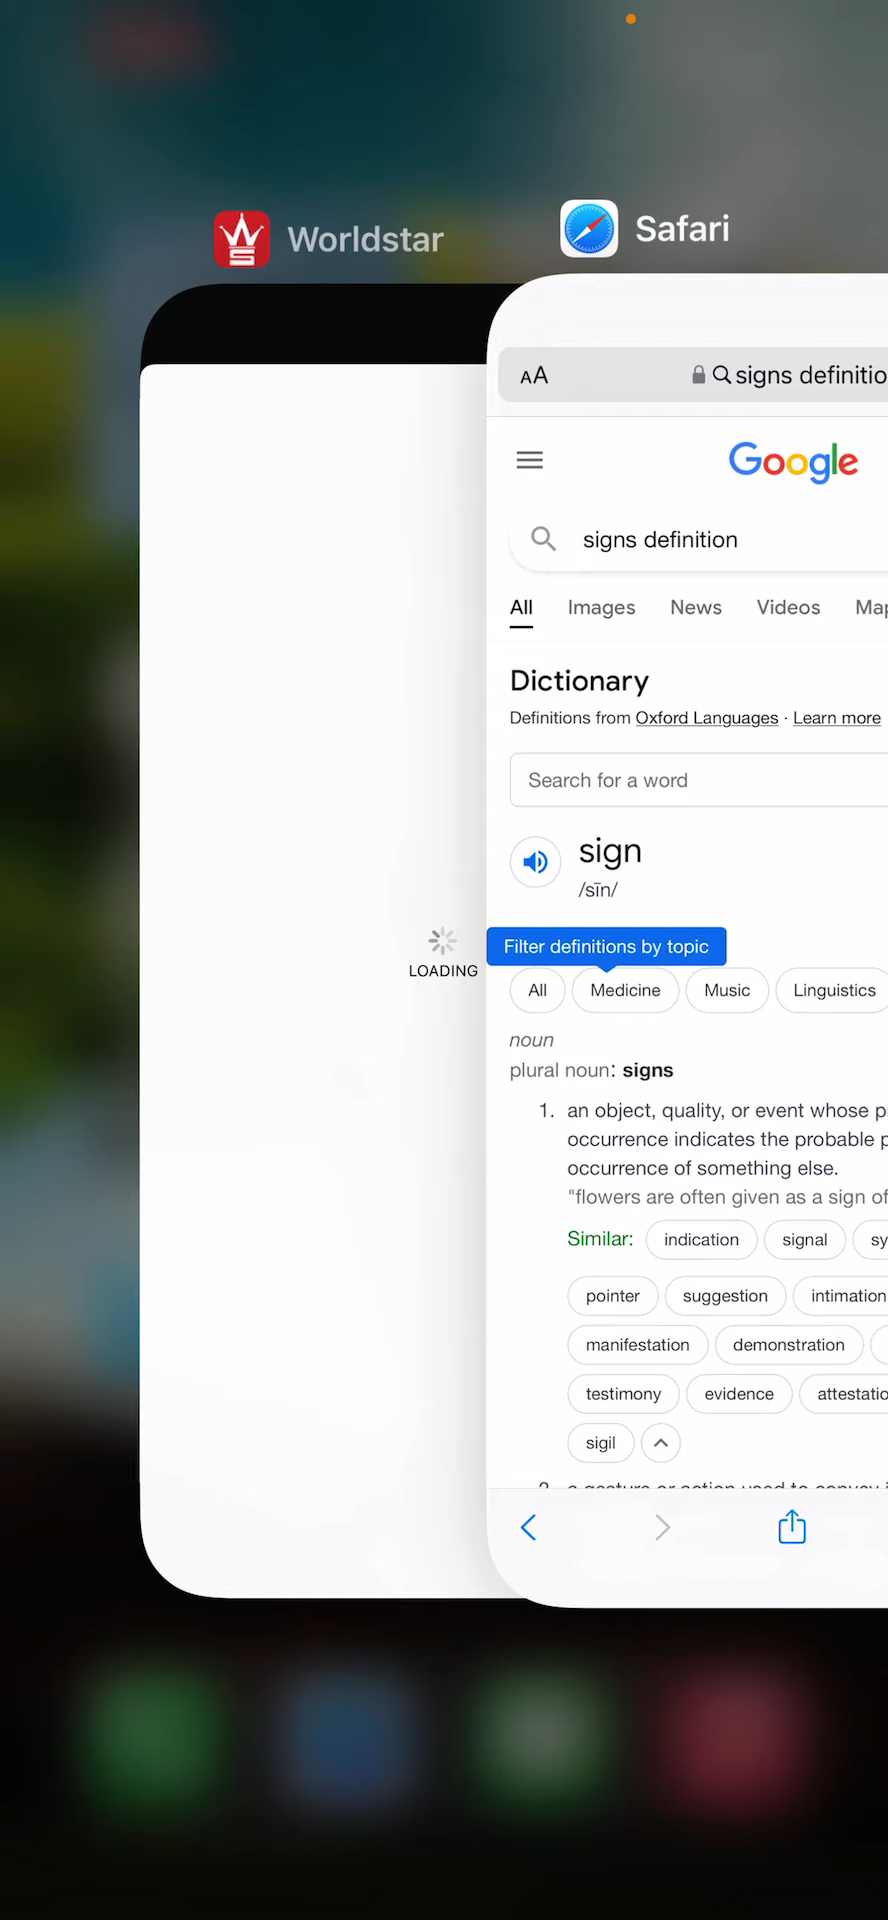 Worldstar
Safari
AA
signs definitio
Google
signs definition
All Images News Videos Map
Dictionary
Definitions from Oxford Languages · Learn more
Search for a word
sign
/sīn/
Filter definitions by topic
All Medicine Music Linguistics
LOADING
noun
plural noun: signs
1. an object, quality, or event whose p
occurrence indicates the probable p
occurrence of something else.
"flowers are often given as a sign of
Similar: indication signal sy
pointer suggestion intimation
manifestation demonstration
testimony evidence attestatio
sigil